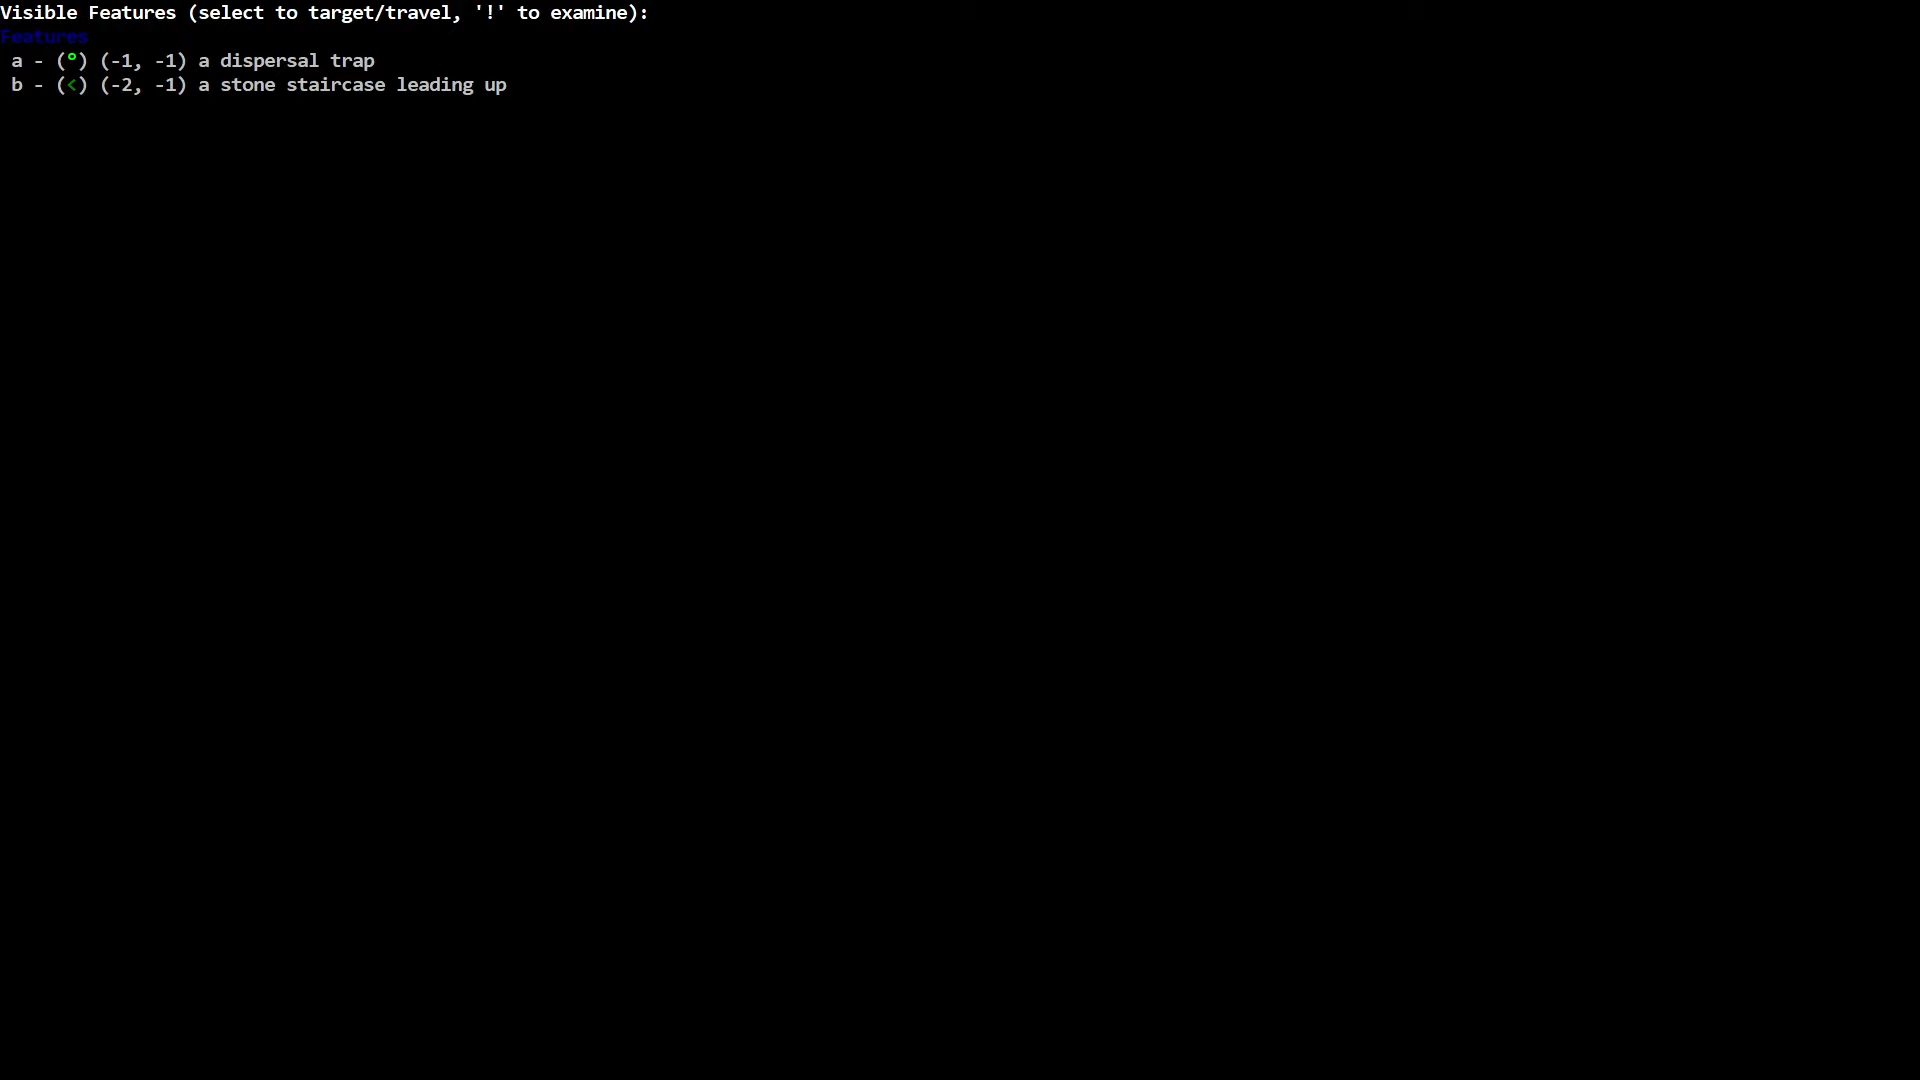 Visible Features (select to target/travel, '!' to examine):
Features
a - (°) (-1, -1) a dispersal trap
b - (<) (-2, -1) a stone staircase leading up